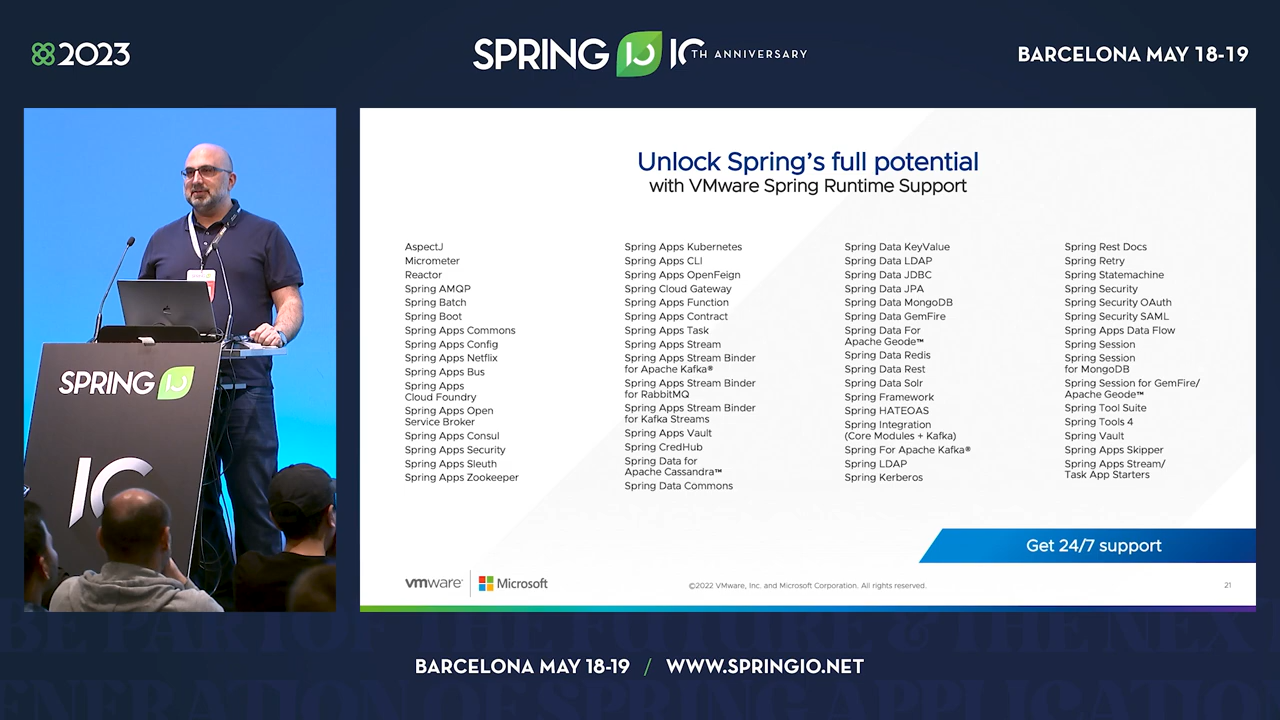 2023
SPRING IO 10TH ANNIVERSARY
BARCELONA MAY 18-19
SPRING IO
10
Unlock Spring's full potential
with VMware Spring Runtime Support
AspectJ
Micrometer
Reactor
Spring AMQP
Spring Batch
Spring Boot
Spring Apps Commons
Spring Apps Config
Spring Apps Netflix
Spring Apps Bus
Spring Apps
Cloud Foundry
Spring Apps Open
Service Broker
Spring Apps Consul
Spring Apps Security
Spring Apps Sleuth
Spring Apps Zookeeper
Spring Apps Kubernetes
Spring Apps CLI
Spring Apps OpenFeign
Spring Cloud Gateway
Spring Apps Function
Spring Apps Contract
Spring Apps Task
Spring Apps Stream
Spring Apps Stream Binder
for Apache Kafka®
Spring Apps Stream Binder
for RabbitMQ
Spring Apps Stream Binder
for Kafka Streams
Spring Apps Vault
Spring CredHub
Spring Data for
Apache Cassandra™
Spring Data Commons
Spring Data KeyValue
Spring Data LDAP
Spring Data JDBC
Spring Data JPA
Spring Data MongoDB
Spring Data GemFire
Spring Data For
Apache Geode™
Spring Data Redis
Spring Data Rest
Spring Data Solr
Spring Framework
Spring HATEOAS
Spring Integration
(Core Modules + Kafka)
Spring For Apache Kafka®
Spring LDAP
Spring Kerberos
Spring Rest Docs
Spring Retry
Spring Statemachine
Spring Security
Spring Security OAuth
Spring Security SAML
Spring Apps Data Flow
Spring Session
Spring Session
for MongoDB
Spring Session for GemFire/
Apache Geode™
Spring Tool Suite
Spring Tools 4
Spring Vault
Spring Apps Skipper
Spring Apps Stream/
Task App Starters
Get 24/7 support
vmware® Microsoft
©2022 VMware, Inc. and Microsoft Corporation. All rights reserved.
21
BE PART OF THE FUTURE & THE NEX
BARCELONA MAY 18-19 / WWW.SPRINGIO.NET
ENERATION OF SPRING APPLICATIO